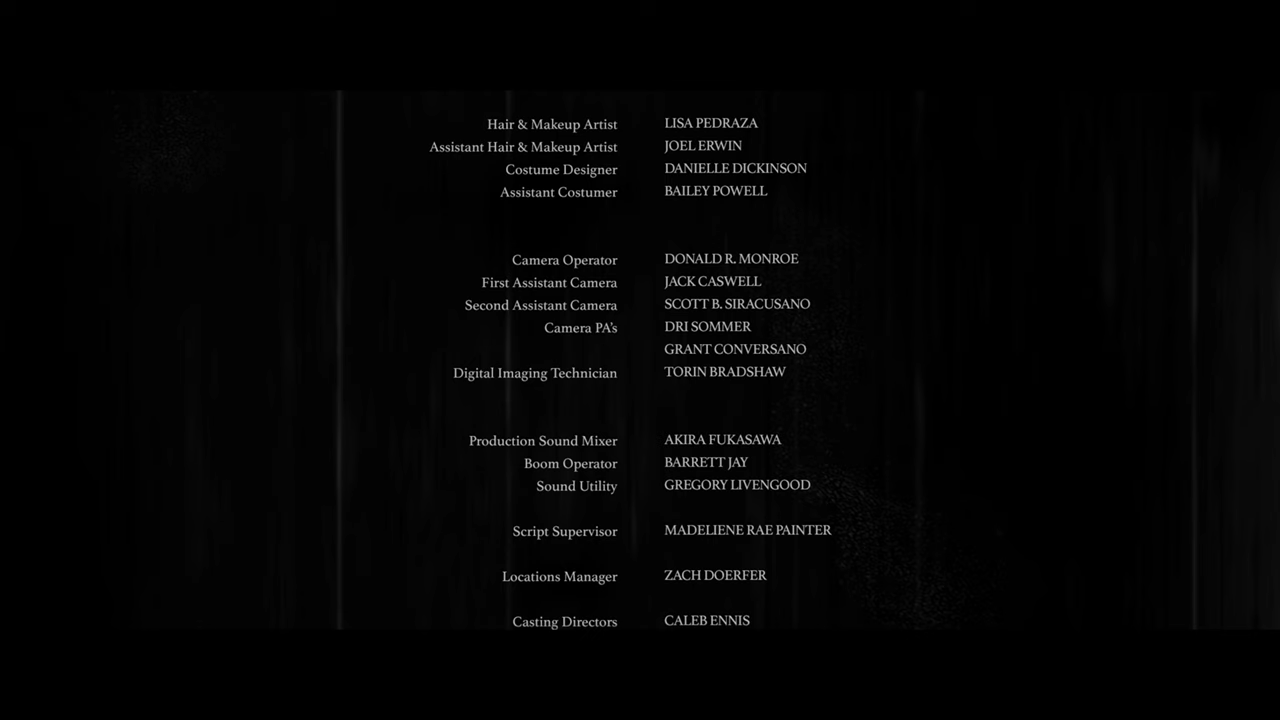 Hair & Makeup Artist LISA PEDRAZA
Assistant Hair & Makeup Artist JOEL ERWIN
Costume Designer DANIELLE DICKINSON
Assistant Costumer BAILEY POWELL
Camera Operator DONALD R. MONROE
First Assistant Camera JACK CASWELL
Second Assistant Camera SCOTT B. SIRACUSANO
Camera PA's DRI SOMMER
GRANT CONVERSANO
Digital Imaging Technician TORIN BRADSHAW
Production Sound Mixer AKIRA FUKASAWA
Boom Operator BARRETT JAY
Sound Utility GREGORY LIVENGOOD
Script Supervisor MADELIENE RAE PAINTER
Locations Manager ZACH DOERFER
Casting Directors CALEB ENNIS